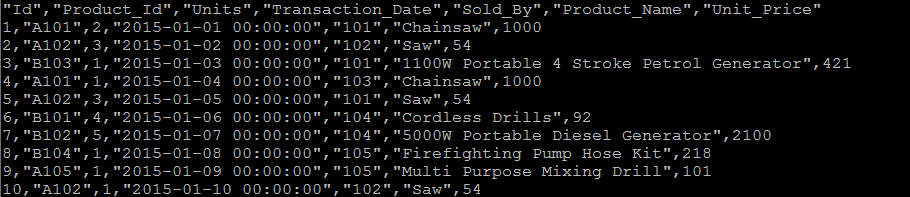 "Id","Product_Id","Units","Transaction_Date","Sold_By","Product_Name","Unit_Price"
1,"A101",2,"2015-01-01 00:00:00","101","Chainsaw",1000
2,"A102",3,"2015-01-02 00:00:00","102","Saw",54
3,"B103",1,"2015-01-03 00:00:00","101","1100W Portable 4 Stroke Petrol Generator",421
4,"A101",1,"2015-01-04 00:00:00","103","Chainsaw",1000
5,"A102",3,"2015-01-05 00:00:00","101","Saw",54
6,"B101",4,"2015-01-06 00:00:00","104","Cordless Drills",92
7,"B102",5,"2015-01-07 00:00:00","104","5000W Portable Diesel Generator",2100
8,"B104",1,"2015-01-08 00:00:00","105","Firefighting Pump Hose Kit",218
9,"A105",1,"2015-01-09 00:00:00","105","Multi Purpose Mixing Drill",101
10,"A102",1,"2015-01-10 00:00:00","102","Saw",54